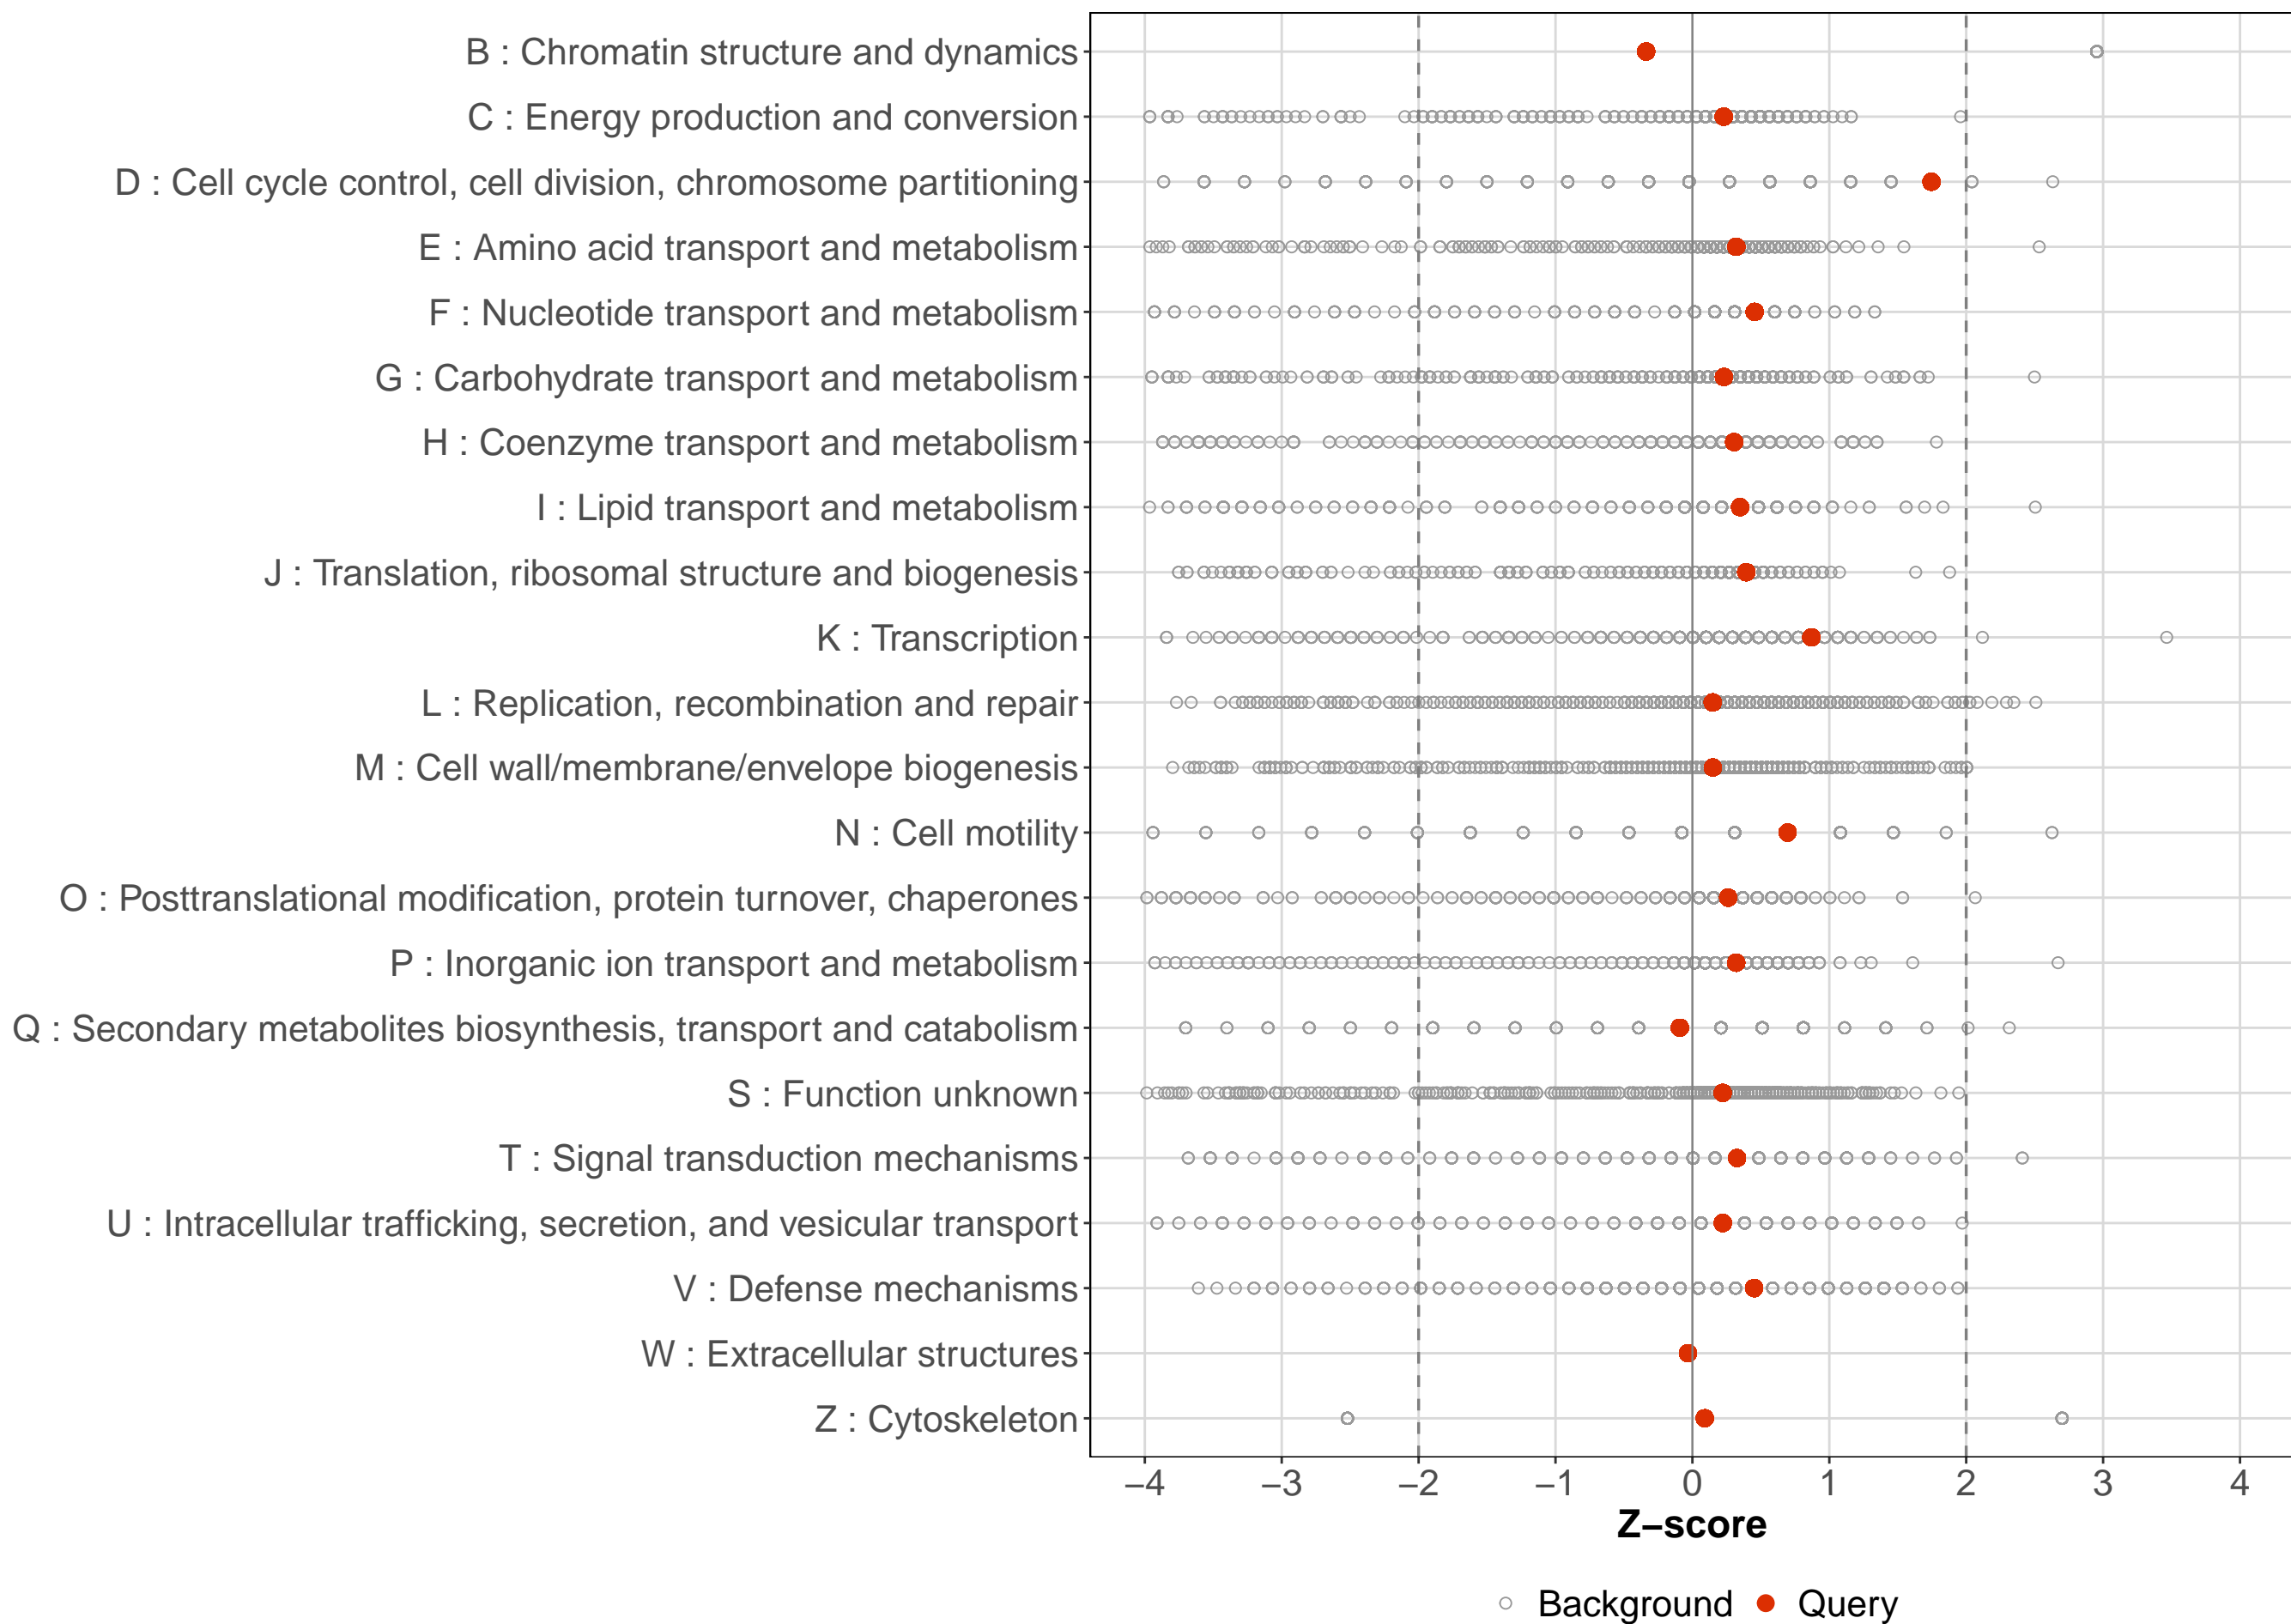 B : Chromatin structure and dynamics
C : Energy production and conversion
D : Cell cycle control, cell division, chromosome partitioning
E : Amino acid transport and metabolism
F : Nucleotide transport and metabolism
G : Carbohydrate transport and metabolism
H : Coenzyme transport and metabolism
I : Lipid transport and metabolism
J : Translation, ribosomal structure and biogenesis
K : Transcription
L : Replication, recombination and repair
M : Cell wall/membrane/envelope biogenesis
N : Cell motility
O : Posttranslational modification, protein turnover, chaperones
P : Inorganic ion transport and metabolism
Q : Secondary metabolites biosynthesis, transport and catabolism
S : Function unknown
T : Signal transduction mechanisms
U : Intracellular trafficking, secretion, and vesicular transport
V : Defense mechanisms
W : Extracellular structures
Z : Cytoskeleton
−4 −3 −2 −1 0 1 2 3 4
Z−score
Background Query